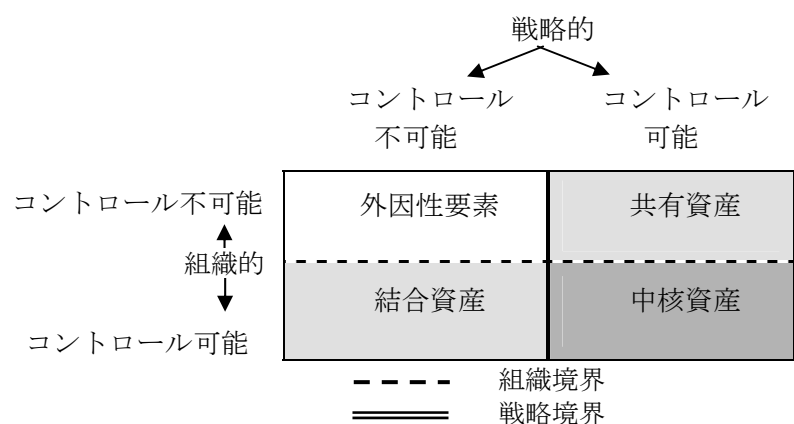 戦略的
コントロール コントロール
不可能 可能
コントロール不可能 外因性要素 共有資産
組織的
結合資産 中核資産
コントロール可能
組織境界
戦略境界